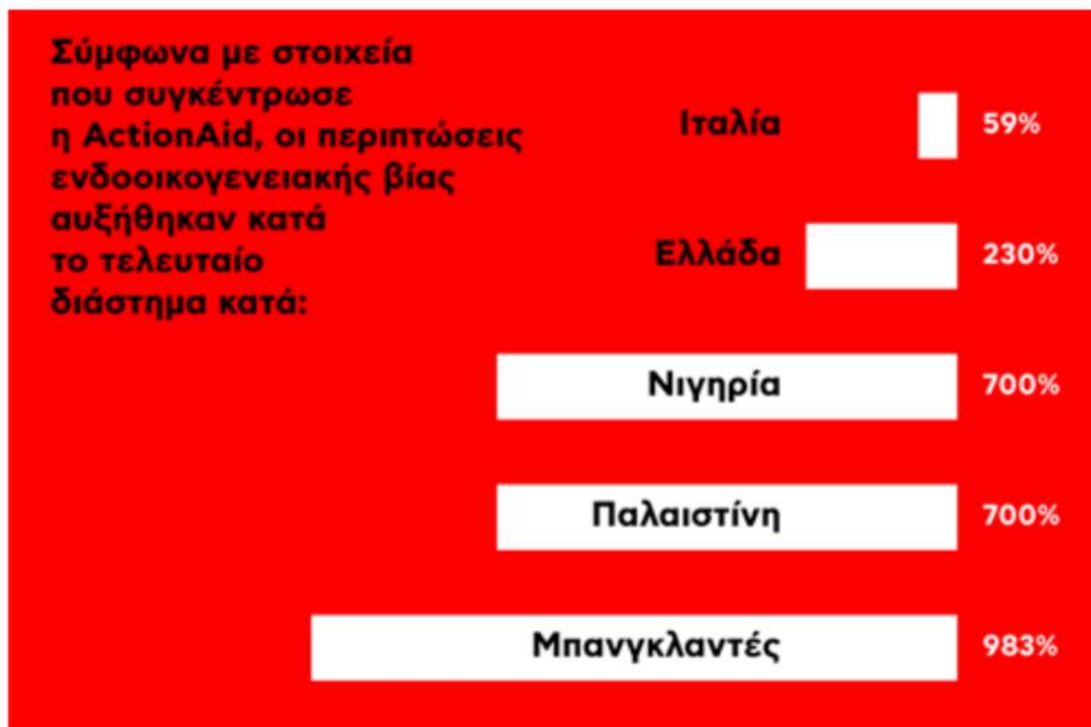 Σύμφωνα με στοιχεία
που συγκέντρωσε
η ActionAid, οι περιπτώσεις
ενδοοικογενειακής βίας
αυξήθηκαν κατά
το τελευταίο
διάστημα κατά:
Ιταλία 59%
Ελλάδα 230%
Νιγηρία 700%
Παλαιστίνη 700%
Μπανγκλαντές 983%